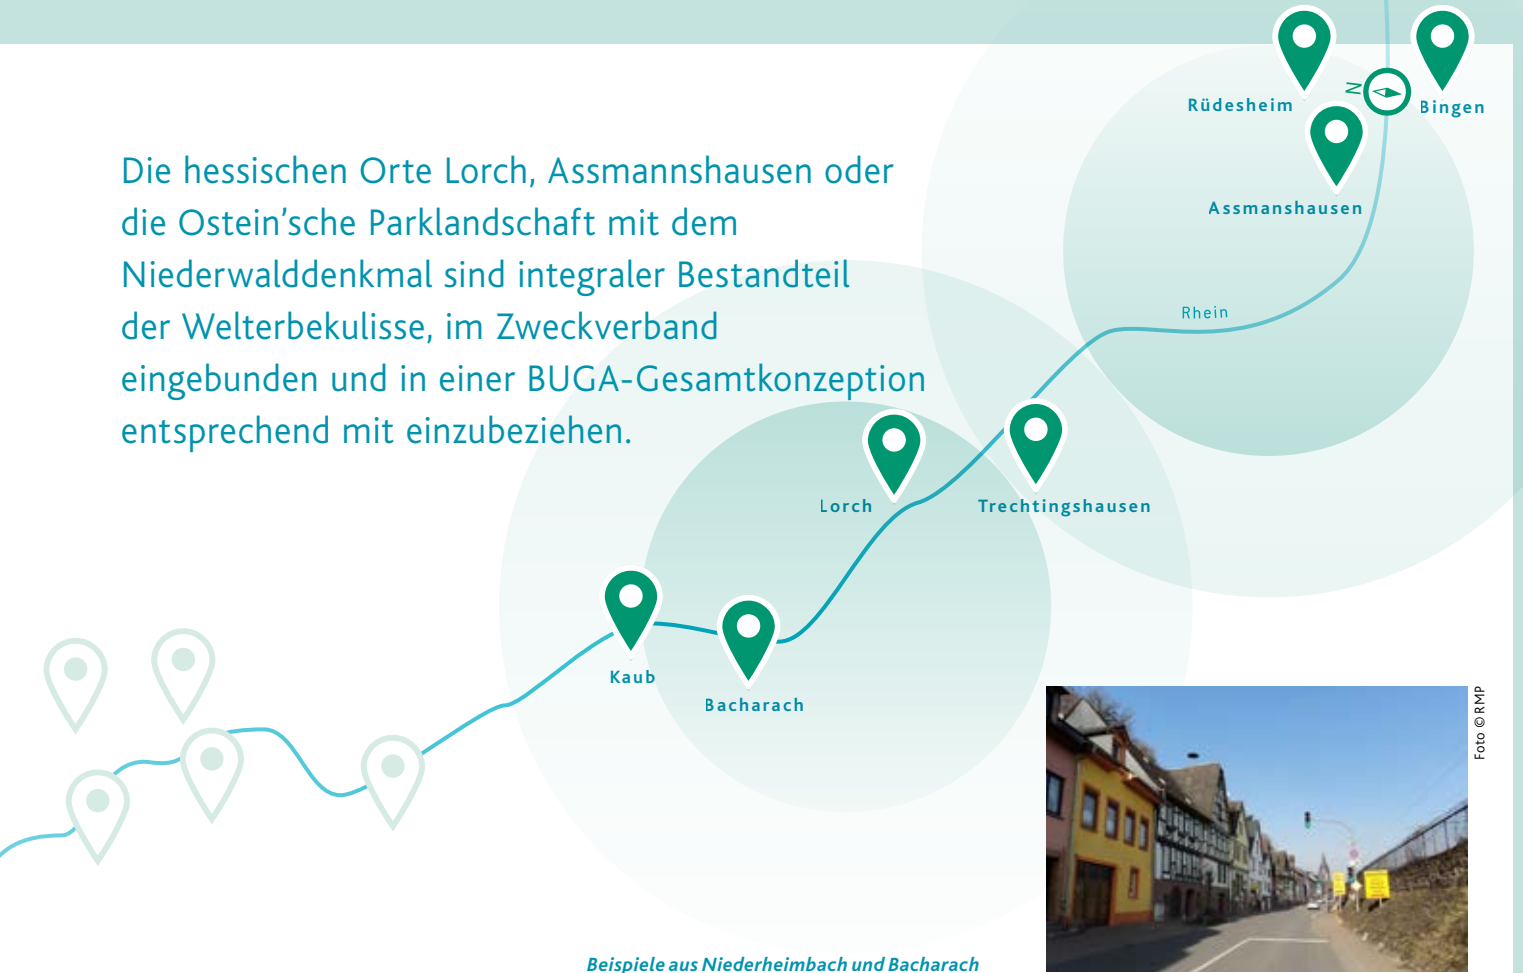 Rüdesheim
N
Bingen
Assmanshausen
Die hessischen Orte Lorch, Assmannshausen oder
die Ostein’sche Parklandschaft mit dem
Niederwalddenkmal sind integraler Bestandteil
der Welterbekulisse, im Zweckverband
eingebunden und in einer BUGA-Gesamtkonzeption
entsprechend mit einzubeziehen.
Rhein
Lorch
Trechtingshausen
Kaub
Bacharach
Foto © RMP
Beispiele aus Niederheimbach und Bacharach